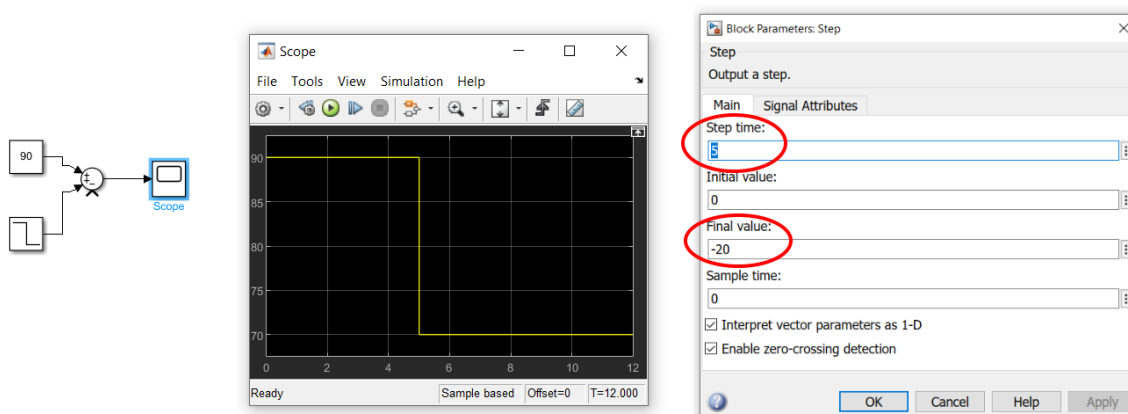 90
Scope
Scope
File Tools View Simulation Help
90
85
80
75
70
0 2 4 6 8 10 12
Ready Sample based Offset=0 T=12.000
Block Parameters: Step
Step
Output a step.
Main Signal Attributes
Step time:
5
Initial value:
0
Final value:
-20
Sample time:
0
Interpret vector parameters as 1-D
Enable zero-crossing detection
OK Cancel Help Apply